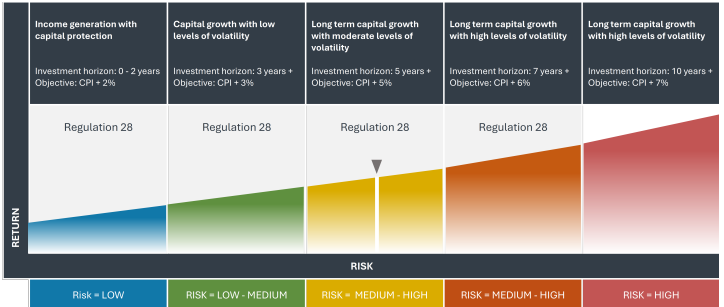 Income generation with
capital protection
Investment horizon: 0 - 2 years
Objective: CPI + 2%
Capital growth with low
levels of volatility
Investment horizon: 3 years +
Objective: CPI + 3%
Long term capital growth
with moderate levels of
volatility
Investment horizon: 5 years +
Objective: CPI + 5%
Long term capital growth
with high levels of volatility
Investment horizon: 7 years +
Objective: CPI + 6%
Long term capital growth
with high levels of volatility
Investment horizon: 10 years +
Objective: CPI + 7%
Regulation 28
Regulation 28
Regulation 28
Regulation 28
RETURN
RISK
Risk = LOW
RISK = LOW - MEDIUM
RISK = MEDIUM - HIGH
RISK = MEDIUM - HIGH
RISK = HIGH